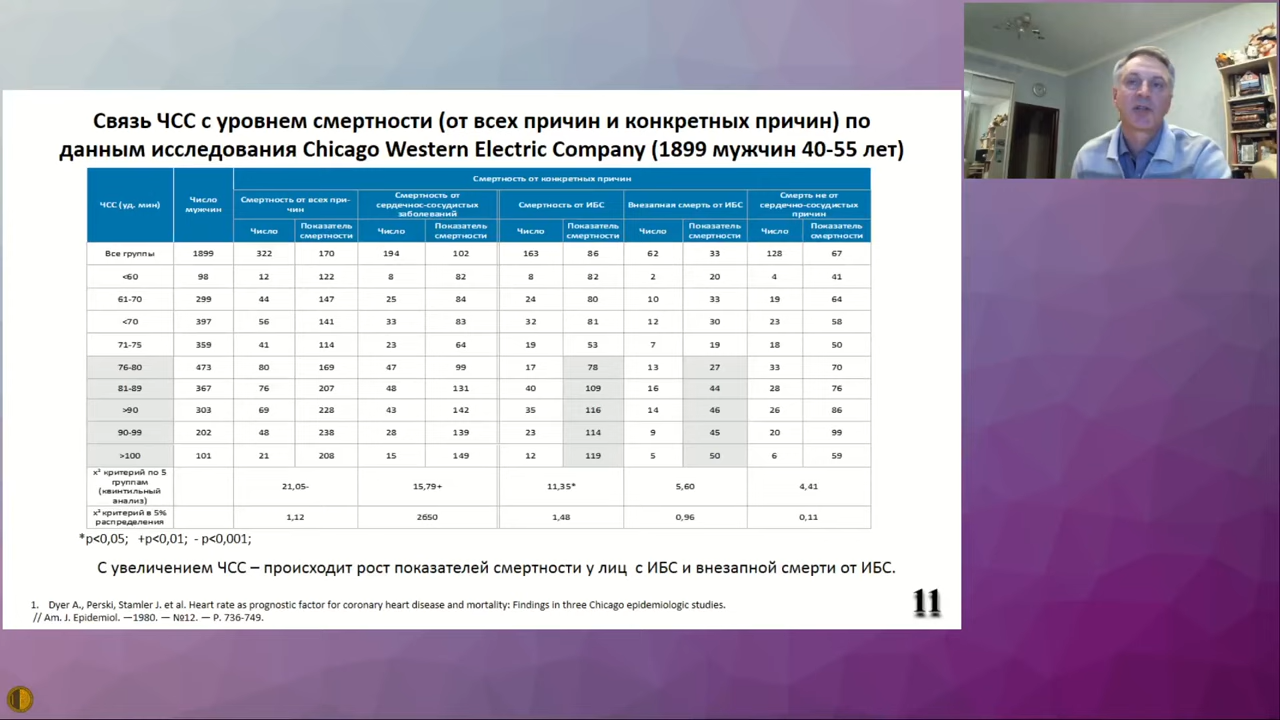 Связь ЧСС с уровнем смертности (от всех причин и конкретных причин) по
данным исследования Chicago Western Electric Company (1899 мужчин 40-55 лет)
ЧСС (уд. мин)
Число
мужчин
Смертность от конкретных причин
Смертность от всех при-
чин
Смертность от
сердечно-сосудистых
заболеваний
Смертность от ИБС
Внезапная смерть от ИБС
Смерть не от
сердечно-сосудистых
причин
Число Показатель смертности Число Показатель смертности Число Показатель смертности Число Показатель смертности Число Показатель смертности
Все группы 1899 322 170 194 102 163 86 62 33 128 67
<60 98 12 122 8 82 8 82 2 20 4 41
61-70 299 44 147 25 84 24 80 10 33 19 64
<70 397 56 141 33 83 32 81 12 30 23 58
71-75 359 41 114 23 64 19 53 7 19 18 50
76-80 473 80 169 47 99 17 78 13 27 33 70
81-89 367 76 207 48 131 40 109 16 44 28 76
>90 303 69 228 43 142 35 116 14 46 26 86
90-99 202 48 238 28 139 23 114 9 45 20 99
>100 101 21 208 15 149 12 119 5 50 6 59
х² критерий по 5
группам
(квинтильный
анализ)
21,05- 15,79+ 11,35* 5,60 4,41
х² критерий в 5%
распределения
1,12 2650 1,48 0,96 0,11
*p<0,05; +p<0,01; - p<0,001;
С увеличением ЧСС – происходит рост показателей смертности у лиц с ИБС и внезапной смерти от ИБС.
1. Dyer A., Perski, Stamler J. et al. Heart rate as prognostic factor for coronary heart disease and mortality: Findings in three Chicago epidemiologic studies.
// Am. J. Epidemiol. —1980. — №12. — P. 736-749.
11